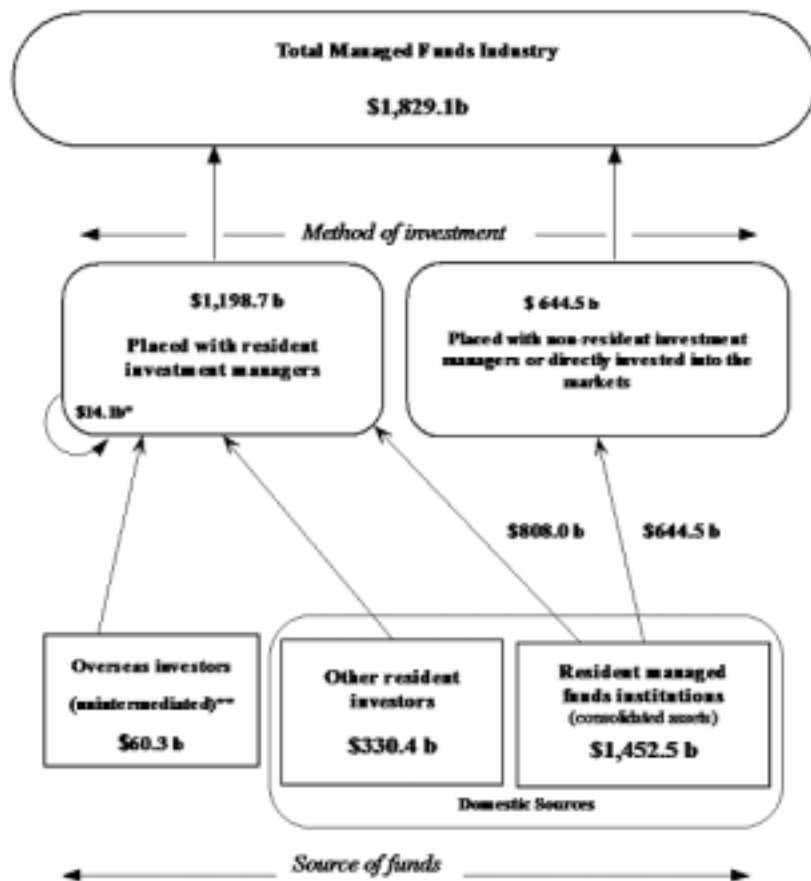 Total Managed Funds Industry
$1,829.1b
Method of investment
$1,198.7 b
Placed with resident
investment managers
$14.1b*
$ 644.5 b
Placed with non-resident investment
managers or directly invested into the
markets
$808.0 b
$644.5 b
Overseas investors
(unintermediated)**
$60.3 b
Other resident
investors
$330.4 b
Resident managed
funds institutions
(consolidated assets)
$1,452.5 b
Domestic Sources
Source of funds